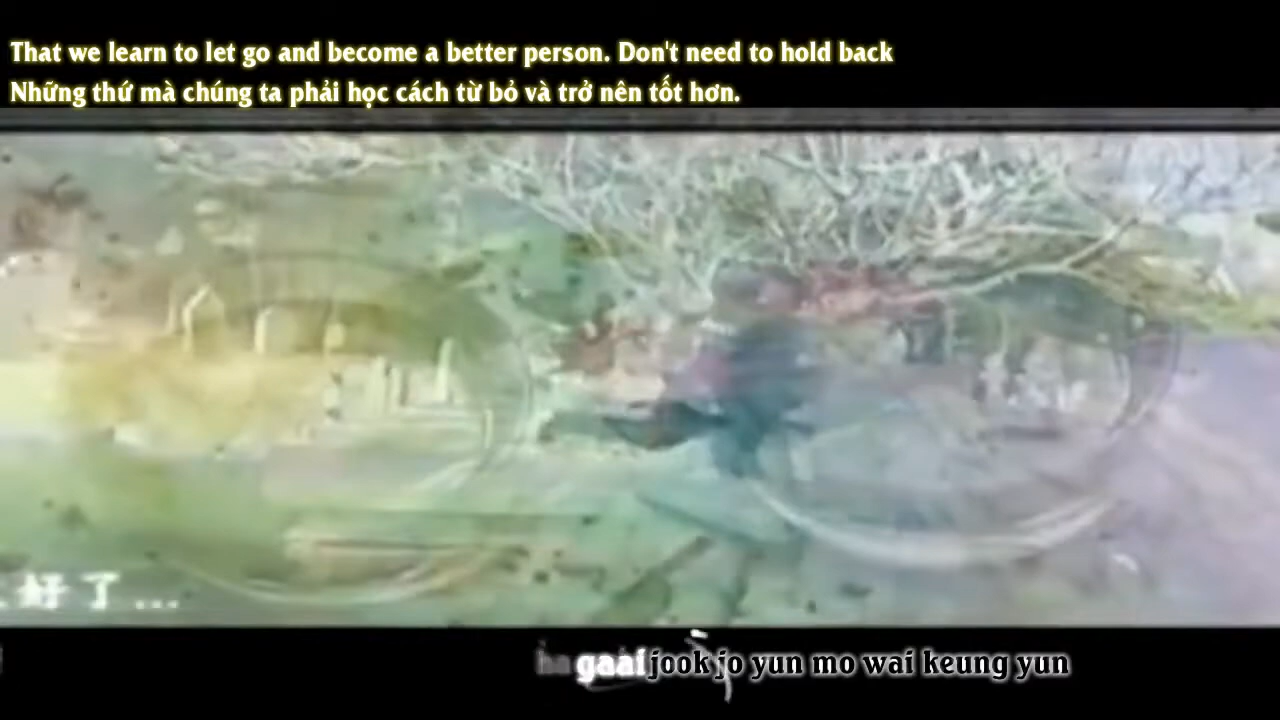 That we learn to let go and become a better person. Don't need to hold back
Những thứ mà chúng ta phải học cách từ bỏ và trở nên tốt hơn.
好了...
ha gaai jook jo yun mo wai keung yun